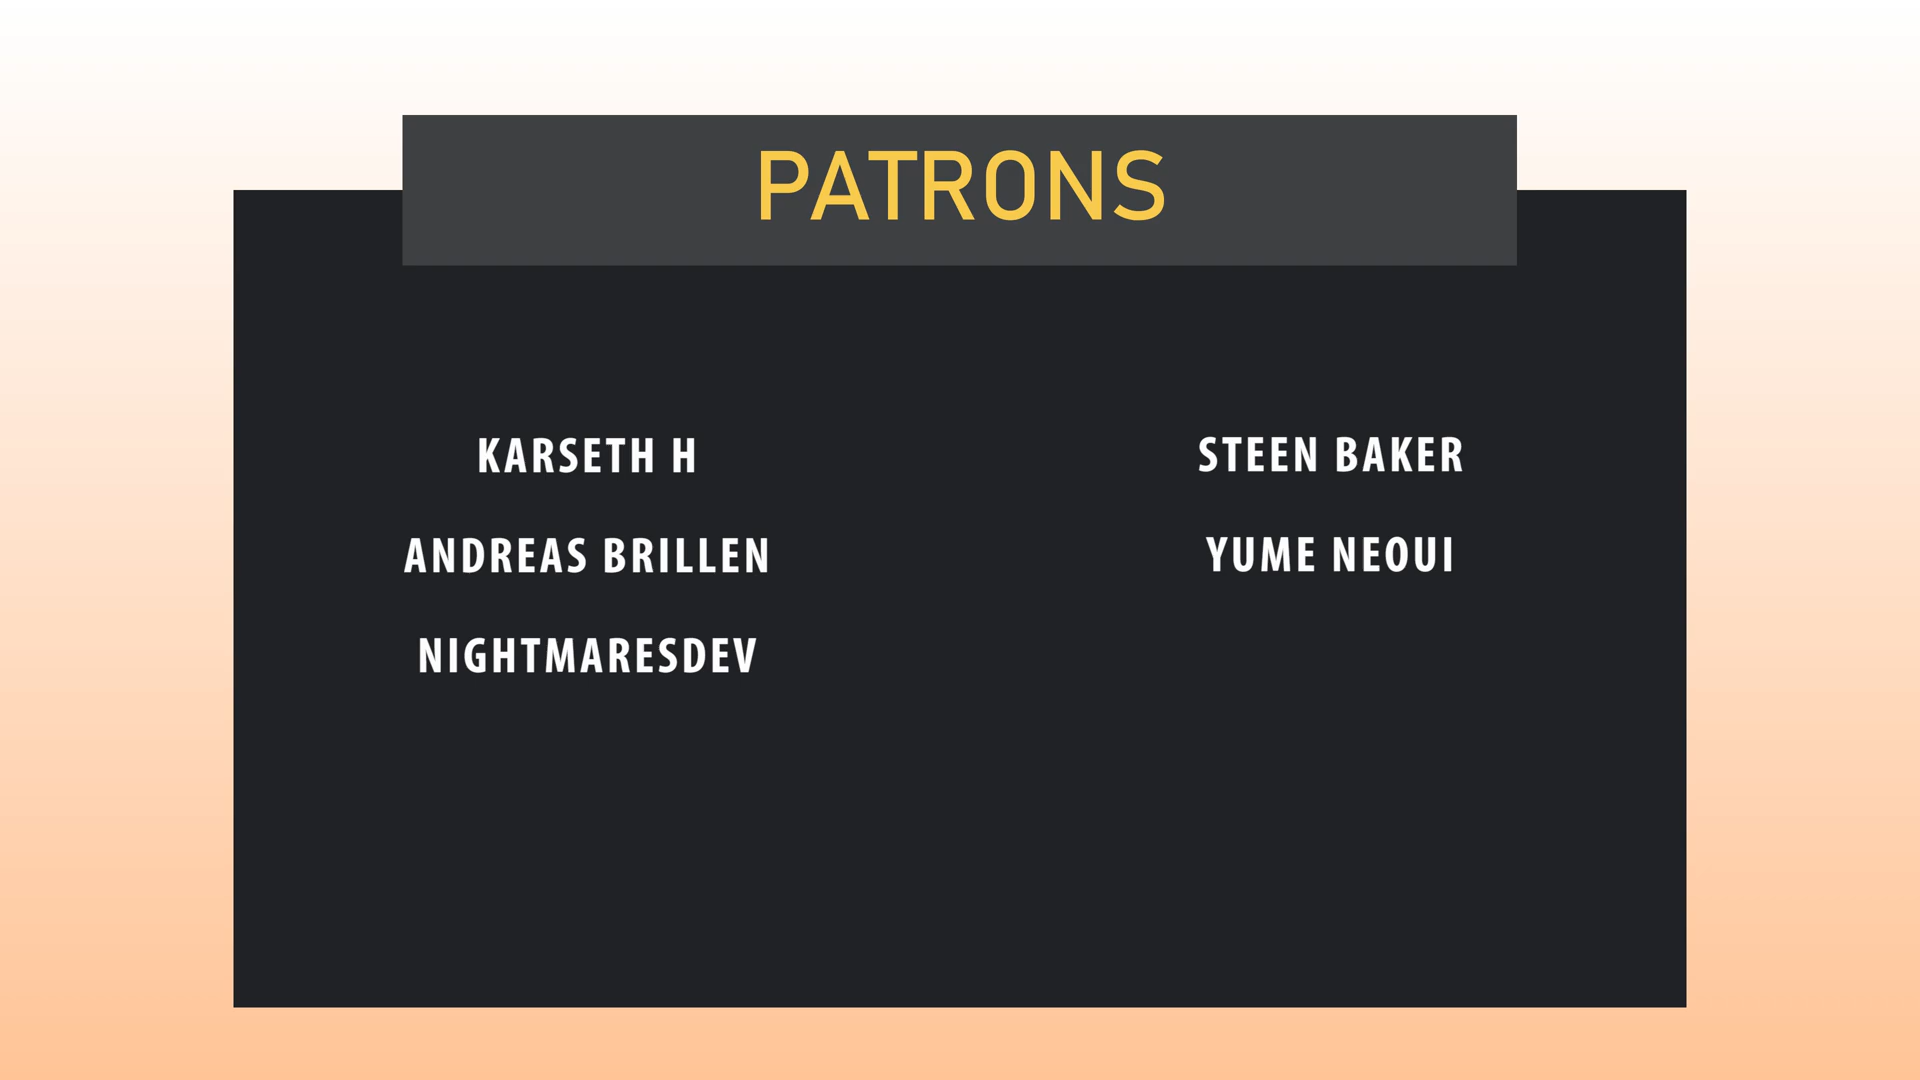 PATRONS
KARSETH H
ANDREAS BRILLEN
NIGHTMARESDEV
STEEN BAKER
YUME NEOUI